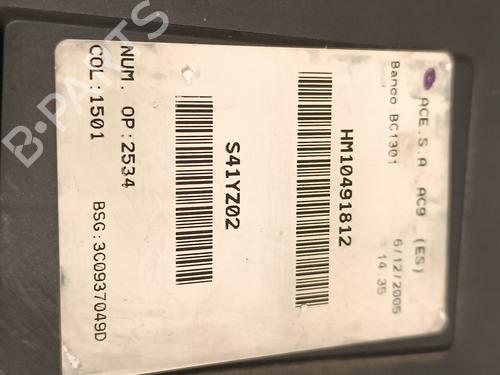 ACE.S.A AC9 (ES)
Banco BC1301 6/12/2005
14 35
HM10491812
S41YZ02
NUM. OP:2534
COL:1501 BSG:3C0937049D
B-PARTS